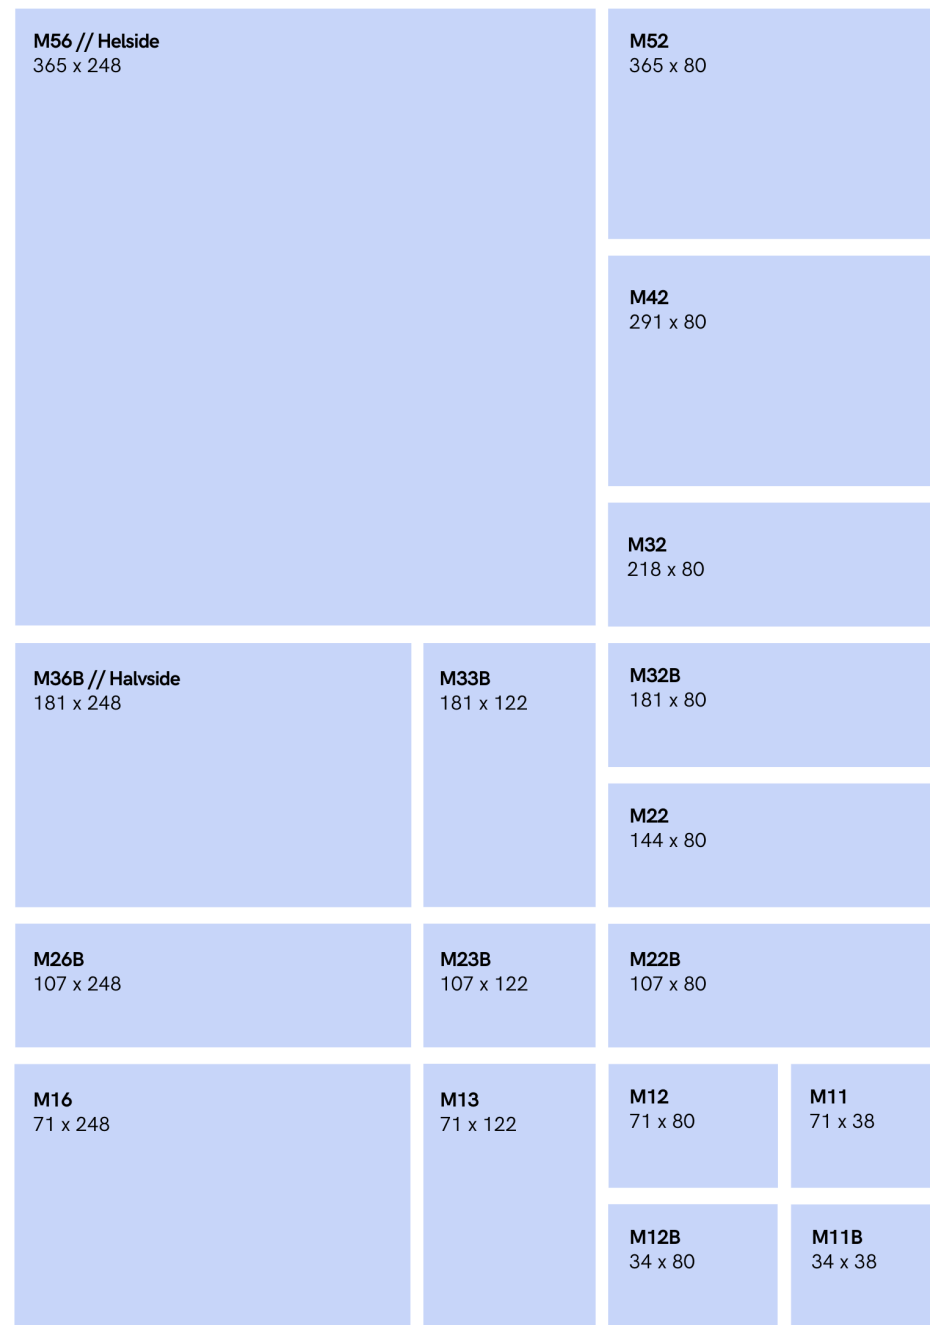 M56 // Helside
365 x 248
M52
365 x 80
M42
291 x 80
M32
218 x 80
M36B // Halvside
181 x 248
M33B
181 x 122
M32B
181 x 80
M22
144 x 80
M26B
107 x 248
M23B
107 x 122
M22B
107 x 80
M16
71 x 248
M13
71 x 122
M12
71 x 80
M11
71 x 38
M12B
34 x 80
M11B
34 x 38